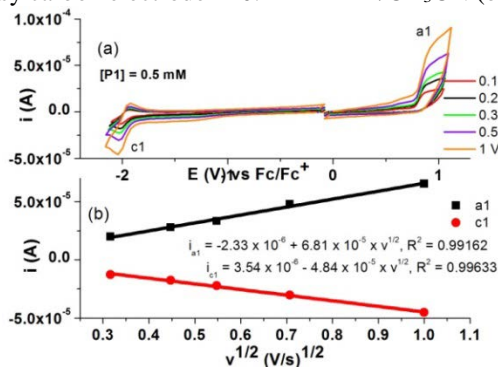 (a)
a1
[P1] = 0.5 mM
c1
1.0x10⁻⁴
5.0x10⁻⁵
0.0
-5.0x10⁻⁵
i (A)
0.1
0.2
0.3
0.5
1 V
-2
-1
0
1
E (V) vs Fc/Fc⁺
(b)
a1
c1
i_a1 = -2.33 x 10⁻⁶ + 6.81 x 10⁻⁵ x v^1/2, R² = 0.99162
i_c1 = 3.54 x 10⁻⁶ - 4.84 x 10⁻⁵ x v^1/2, R² = 0.99633
5.0x10⁻⁵
0.0
-5.0x10⁻⁵
i (A)
0.3 0.4 0.5 0.6 0.7 0.8 0.9 1.0 1.1
v^1/2 (V/s)^1/2